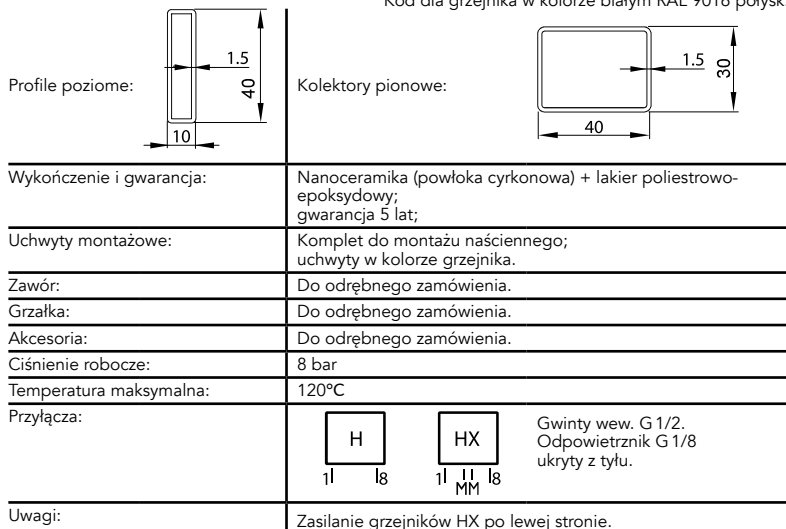 Kod dla grzejnika w kolorze białym RAL 9016 połysk.
Profile poziome:
1.5
40
10
Kolektory pionowe:
1.5
30
40
Wykończenie i gwarancja:
Nanoceramika (powłoka cyrkonowa) + lakier poliestrowo-
epoksydowy;
gwarancja 5 lat;
Uchwyty montażowe:
Komplet do montażu naściennego;
uchwyty w kolorze grzejnika.
Zawór:
Do odrębnego zamówienia.
Grzałka:
Do odrębnego zamówienia.
Akcesoria:
Do odrębnego zamówienia.
Ciśnienie robocze:
8 bar
Temperatura maksymalna:
120°C
Przyłącza:
H
1 8
HX
1 MM 8
Gwinty wew. G 1/2.
Odpowietrznik G 1/8
ukryty z tyłu.
Uwagi:
Zasilanie grzejników HX po lewej stronie.